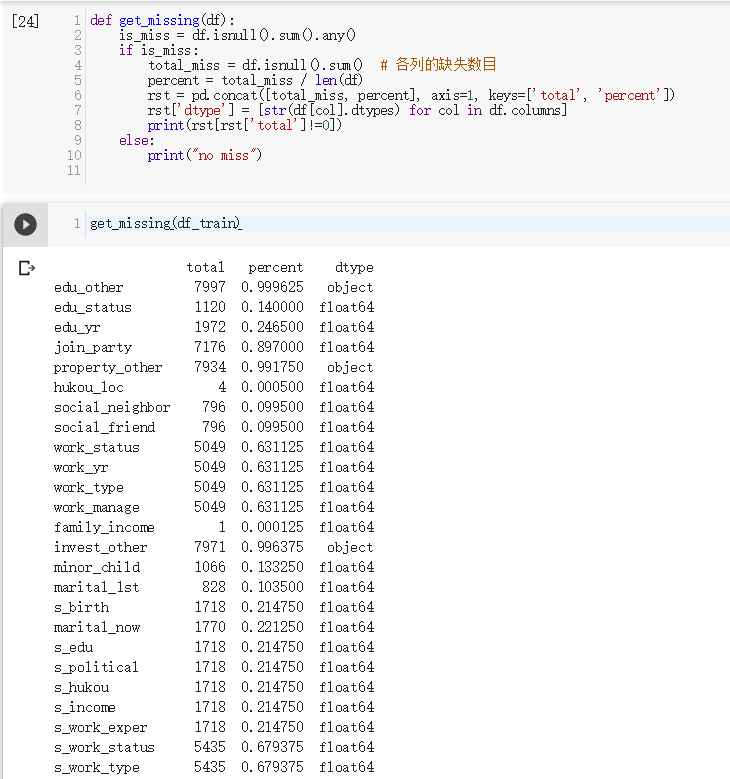 [24]
1 def get_missing(df):
2     is_miss = df.isnull().sum().any()
3     if is_miss:
4         total_miss = df.isnull().sum()  # 各列的缺失数目
5         percent = total_miss / len(df)
6         rst = pd.concat([total_miss, percent], axis=1, keys=['total', 'percent'])
7         rst['dtype'] = [str(df[col].dtypes) for col in df.columns]
8         print(rst[rst['total']!=0])
9     else:
10         print("no miss")
11
1 get_missing(df_train)
total percent dtype
edu_other 7997 0.999625 object
edu_status 1120 0.140000 float64
edu_yr 1972 0.246500 float64
join_party 7176 0.897000 float64
property_other 7934 0.991750 object
hukou_loc 4 0.000500 float64
social_neighbor 796 0.099500 float64
social_friend 796 0.099500 float64
work_status 5049 0.631125 float64
work_yr 5049 0.631125 float64
work_type 5049 0.631125 float64
work_manage 5049 0.631125 float64
family_income 1 0.000125 float64
invest_other 7971 0.996375 object
minor_child 1066 0.133250 float64
marital_1st 828 0.103500 float64
s_birth 1718 0.214750 float64
marital_now 1770 0.221250 float64
s_edu 1718 0.214750 float64
s_political 1718 0.214750 float64
s_hukou 1718 0.214750 float64
s_income 1718 0.214750 float64
s_work_exper 1718 0.214750 float64
s_work_status 5435 0.679375 float64
s_work_type 5435 0.679375 float64